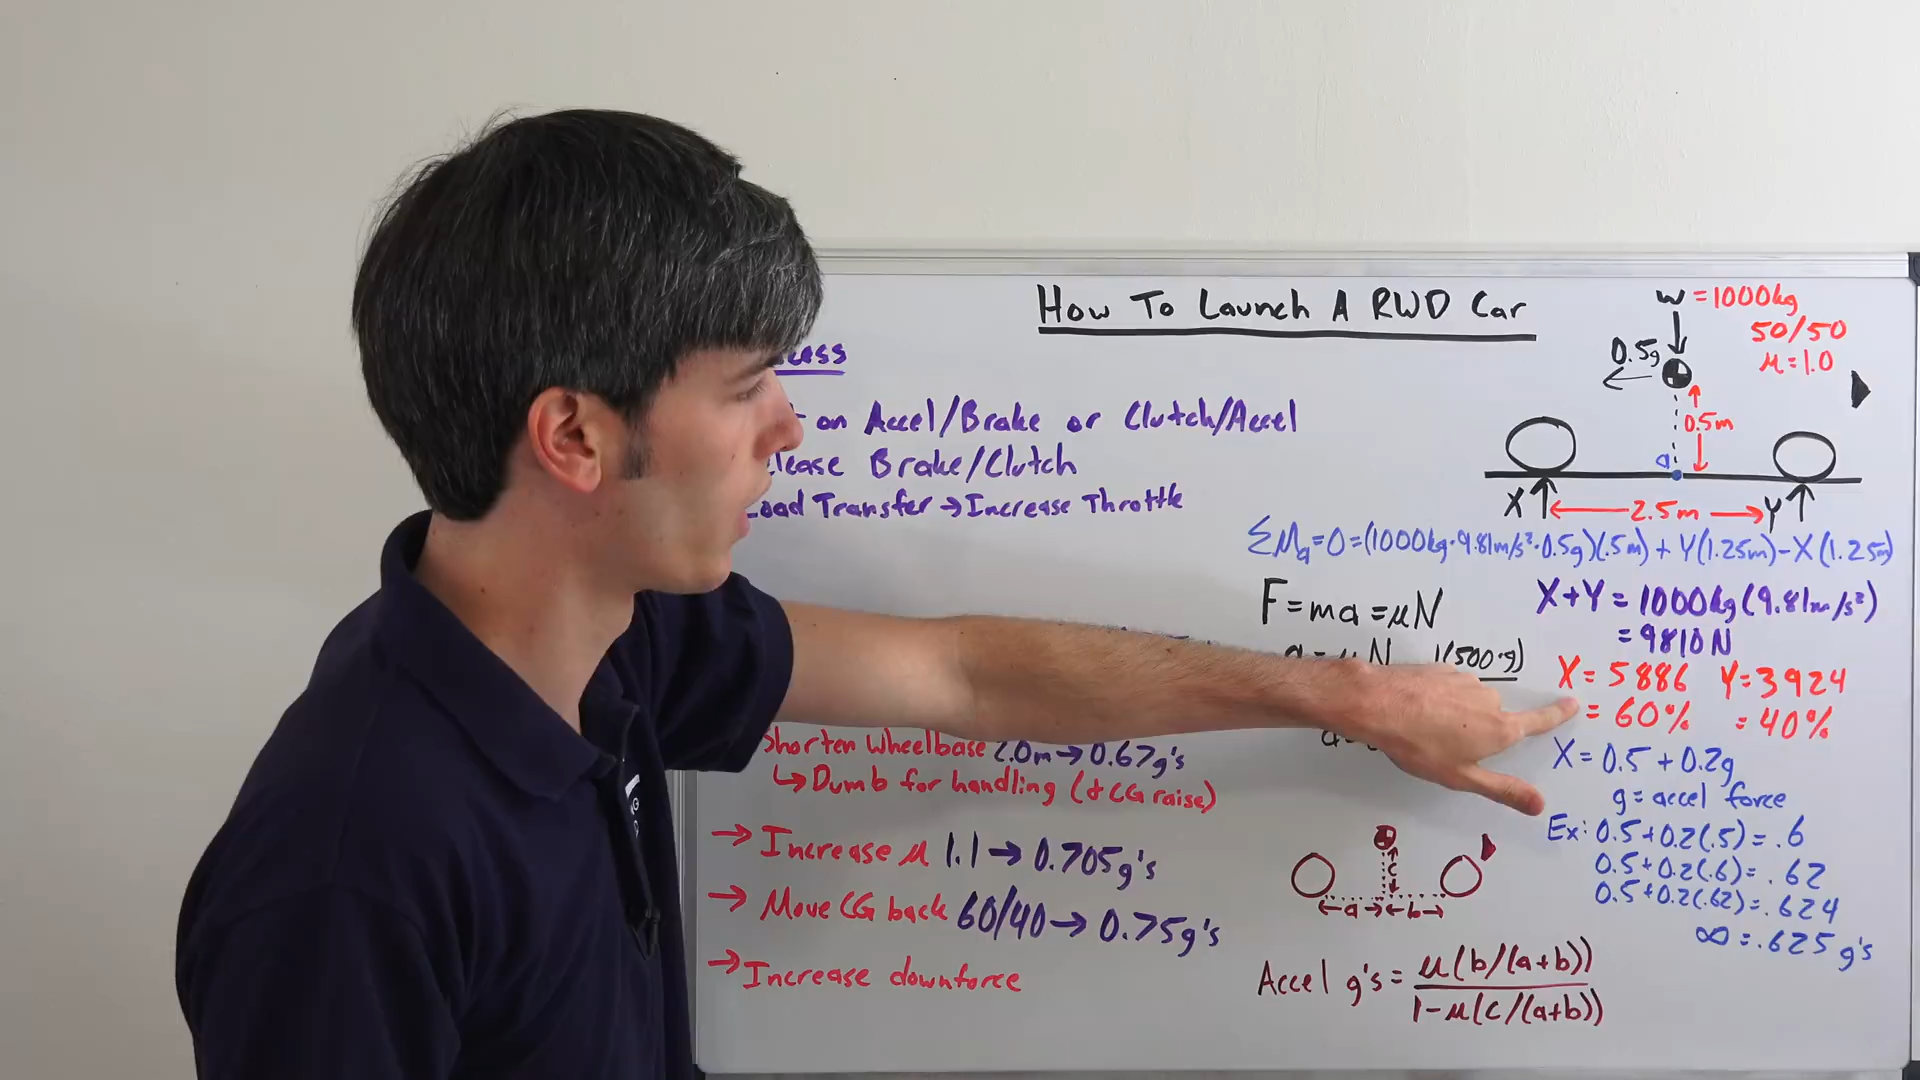 How To Launch A RWD Car
on Accel/Brake or Clutch/Accel
Brake/Clutch
Load Transfer → Increase Throttle
Shorten Wheelbase 2.0m → 0.67g's
↳ Dumb for handling (& CG raise)
→ Increase μ 1.1 → 0.705g's
→ Move CG back 60/40 → 0.75g's
→ Increase downforce
W = 1000kg
50/50
μ = 1.0
0.5g
0.5m
a
X
2.5m
Y
ΣMa = 0 = (1000kg·9.81m/s²·0.5g)(.5m) + Y(1.25m) - X(1.25m)
F = ma = μN
1(500·g)
X+Y = 1000kg(9.81m/s²)
= 9810N
X = 5886 Y = 3924
= 60% = 40%
X = 0.5 + 0.2g
g = accel force
Ex: 0.5 + 0.2(.5) = .6
0.5 + 0.2(.6) = .62
0.5 + 0.2(.62) = .624
∞ = .625 g's
c
a b
Accel g's = μ(b/(a+b))
1-μ(c/(a+b))